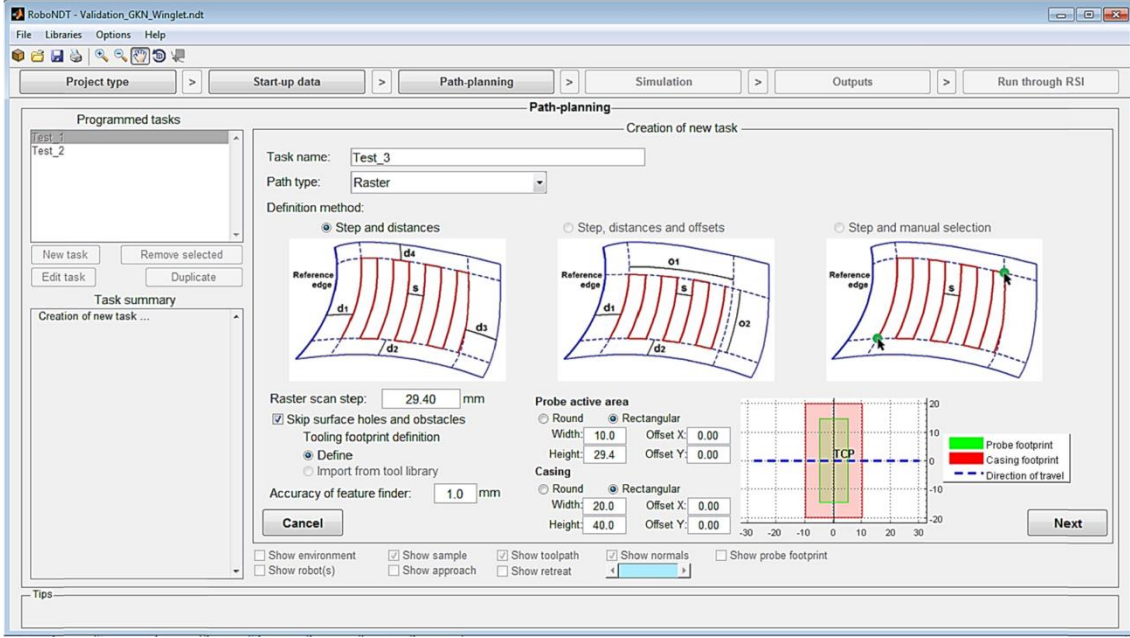 RoboNDT - Validation_GKN_Winglet.ndt
File Libraries Options Help
Project type > Start-up data > Path-planning > Simulation > Outputs > Run through RSI
Path-planning
Programmed tasks
Test_1
Test_2
New task Remove selected
Edit task Duplicate
Task summary
Creation of new task ...
Creation of new task
Task name: Test_3
Path type: Raster
Definition method:
Step and distances Step, distances and offsets Step and manual selection
Reference edge d1 d2 d3 d4 s
Reference edge d1 d2 o1 o2 s
Reference edge s
Raster scan step: 29.40 mm
Skip surface holes and obstacles
Tooling footprint definition
Define
Import from tool library
Accuracy of feature finder: 1.0 mm
Cancel
Probe active area
Round Rectangular
Width: 10.0 Offset X: 0.00
Height: 29.4 Offset Y: 0.00
Casing
Round Rectangular
Width: 20.0 Offset X: 0.00
Height: 40.0 Offset Y: 0.00
TCP
20
10
0
-10
-20
-30 -20 -10 0 10 20 30
Probe footprint
Casing footprint
Direction of travel
Next
Show environment Show sample Show toolpath Show normals Show probe footprint
Show robot(s) Show approach Show retreat
Tips